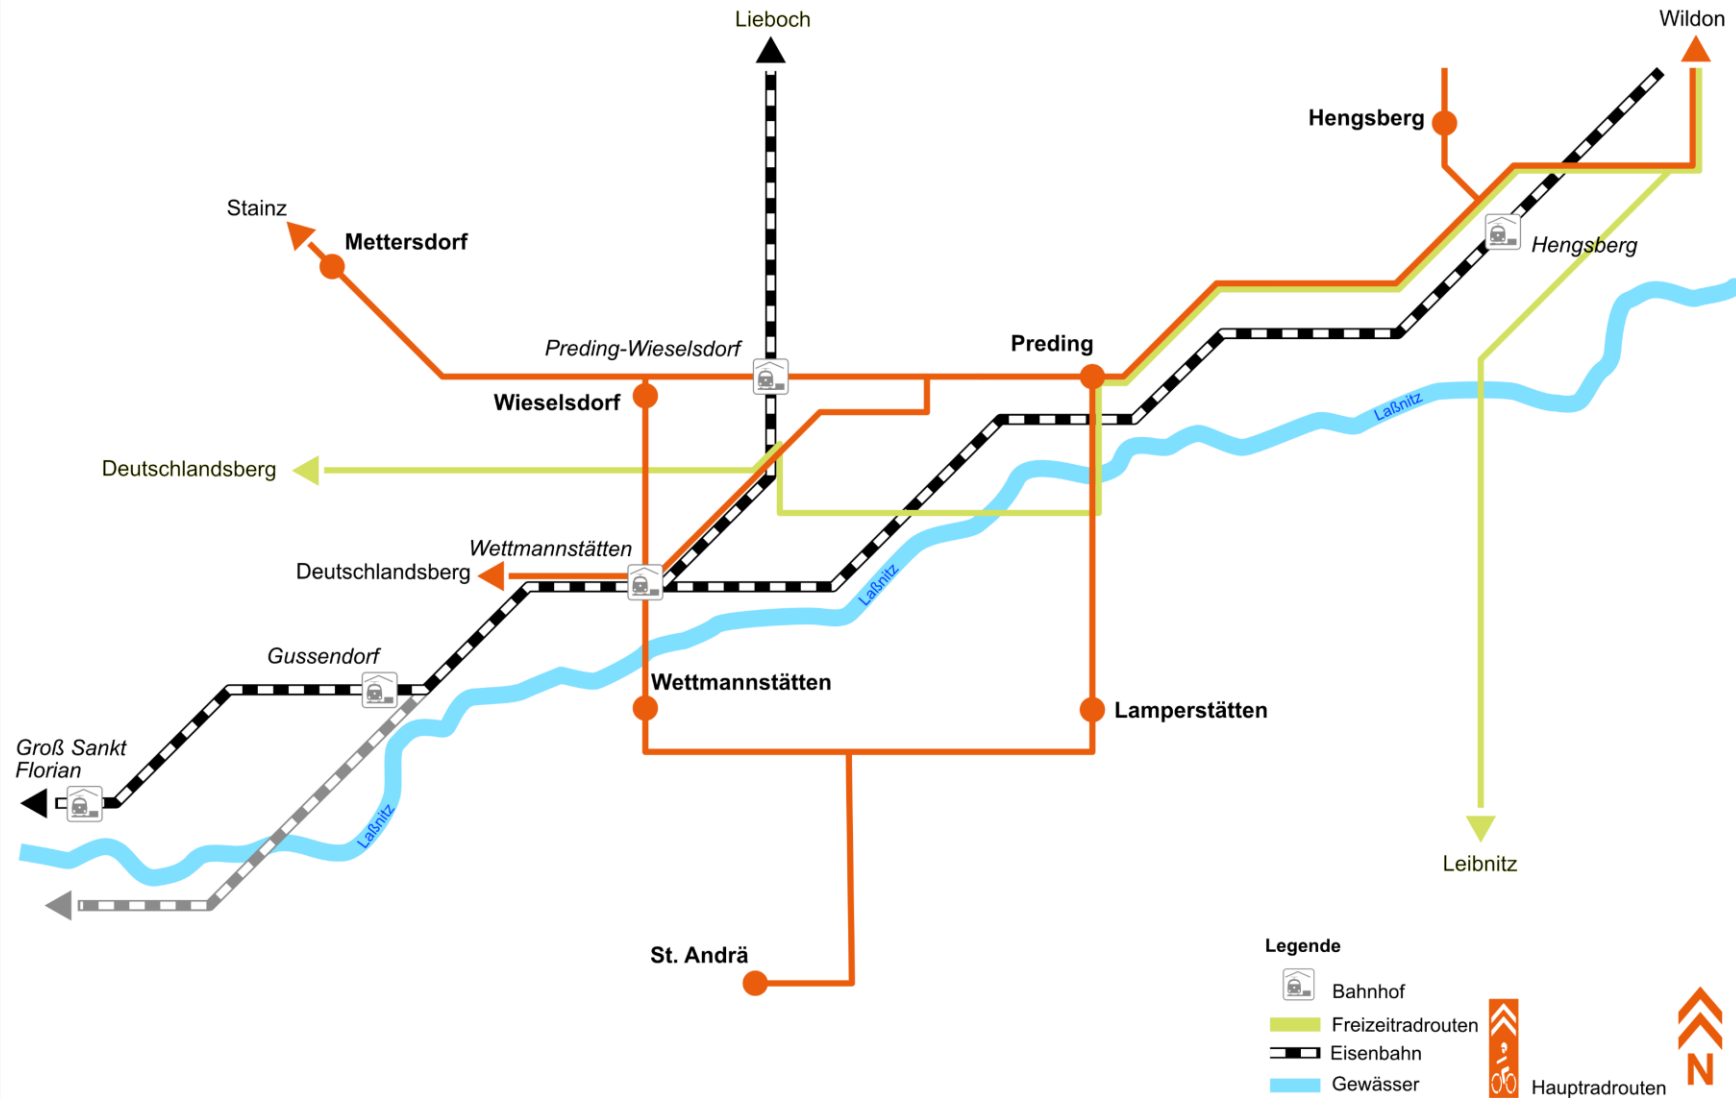 Lieboch
Wildon
Hengsberg
Stainz
Mettersdorf
Hengsberg
Preding-Wieselsdorf
Preding
Wieselsdorf
Laßnitz
Deutschlandsberg
Wettmannstätten
Deutschlandsberg
Laßnitz
Gussendorf
Wettmannstätten
Lamperstätten
Groß Sankt
Florian
Laßnitz
Leibnitz
St. Andrä
Legende
Bahnhof
Freizeitradrouten
Eisenbahn
Gewässer
Hauptradrouten
N